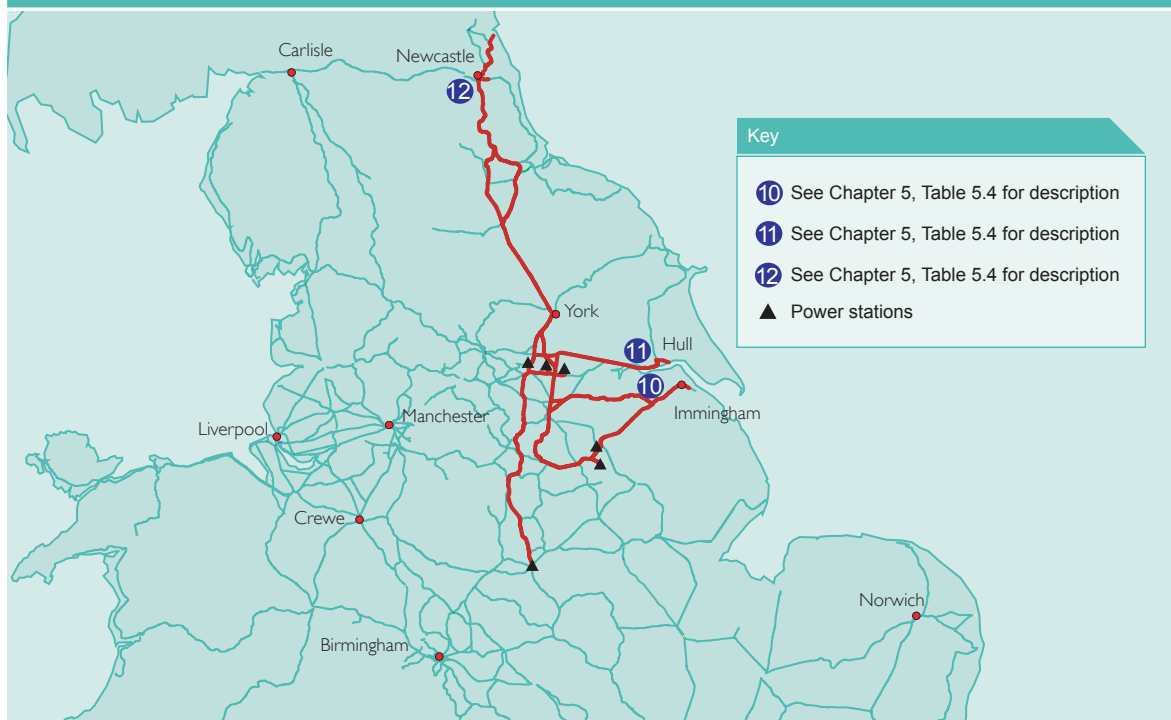 Carlisle
Newcastle
12
Key
10 See Chapter 5, Table 5.4 for description
11 See Chapter 5, Table 5.4 for description
12 See Chapter 5, Table 5.4 for description
Power stations
York
11
Hull
10
Immingham
Manchester
Liverpool
Crewe
Norwich
Birmingham